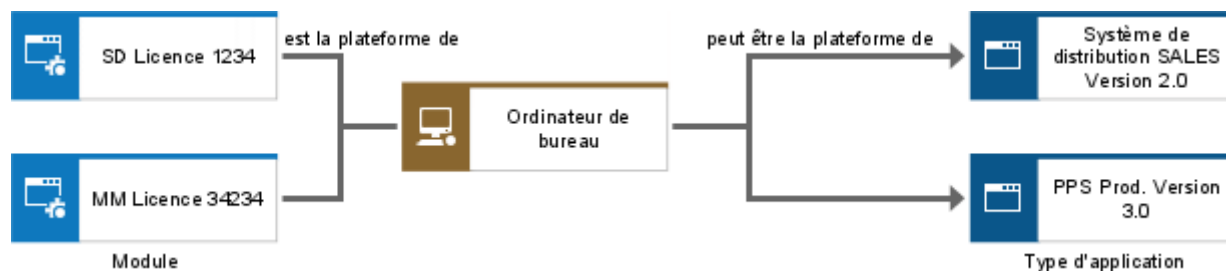 SD Licence 1234
est la plateforme de
Ordinateur de
bureau
peut être la plateforme de
Système de
distribution SALES
Version 2.0
MM Licence 34234
PPS Prod. Version
3.0
Module
Type d'application